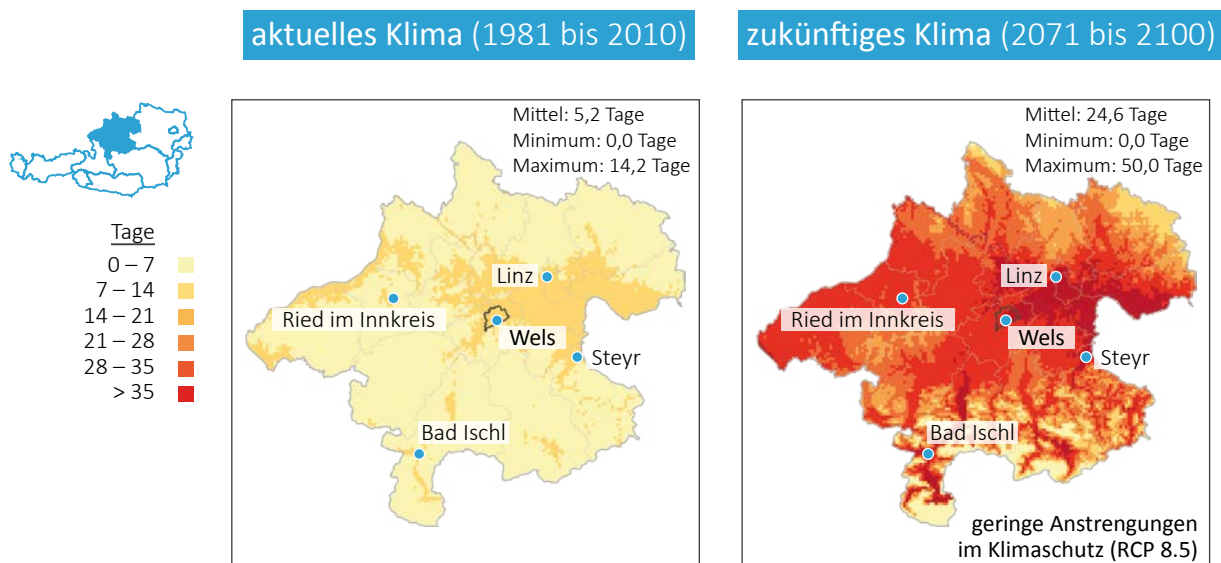 aktuelles Klima (1981 bis 2010)
zukünftiges Klima (2071 bis 2100)
Tage
0 – 7
7 – 14
14 – 21
21 – 28
28 – 35
> 35
Mittel: 5,2 Tage
Minimum: 0,0 Tage
Maximum: 14,2 Tage
Linz
Ried im Innkreis
Wels
Steyr
Bad Ischl
Mittel: 24,6 Tage
Minimum: 0,0 Tage
Maximum: 50,0 Tage
Linz
Ried im Innkreis
Wels
Steyr
Bad Ischl
geringe Anstrengungen
im Klimaschutz (RCP 8.5)